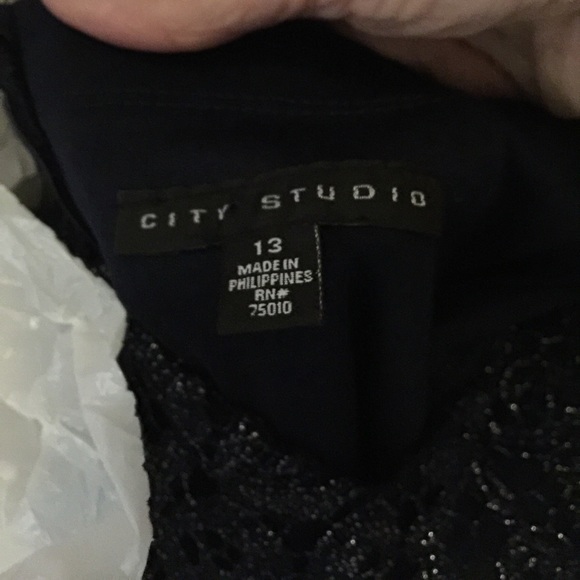 CITY STUDIO
13
MADE IN
PHILIPPINES
RN#
75010